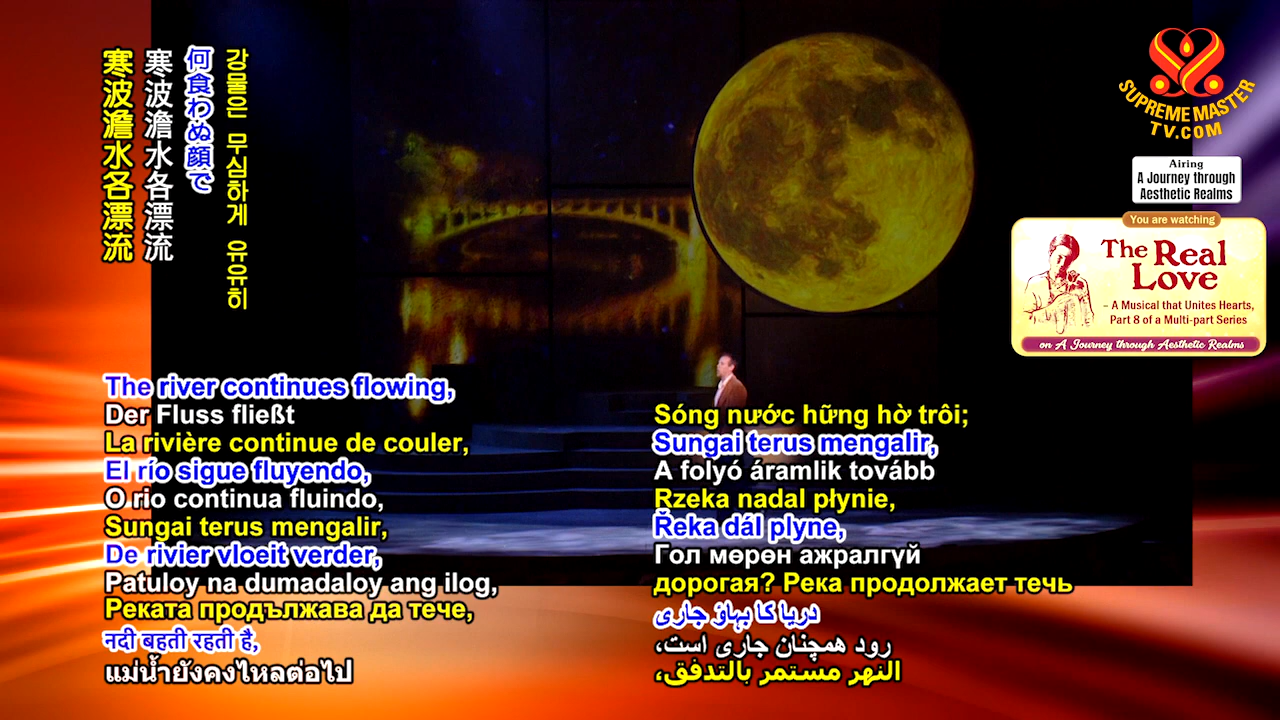 寒波澹水各漂流
寒波澹水各漂流
何食わぬ顔で
강물은 무심하게 유유히
The river continues flowing,
Der Fluss fließt
La rivière continue de couler,
El río sigue fluyendo,
O rio continua fluindo,
Sungai terus mengalir,
De rivier vloeit verder,
Patuloy na dumadaloy ang ilog,
Реката продължава да тече,
नदी बहती रहती है,
แม่น้ำยังคงไหลต่อไป
Sóng nước hững hờ trôi;
Sungai terus mengalir,
A folyó áramlik tovább
Rzeka nadal płynie,
Řeka dál plyne,
Гол мөрөн ажралгүй
дорогая? Река продолжает течь
دریا کا بہاؤ جاری
رود همچنان جاری است،
النهر مستمر بالتدفق،
SUPREME MASTER
TV.COM
Airing
A Journey through
Aesthetic Realms
You are watching
The Real
Love
– A Musical that Unites Hearts,
Part 8 of a Multi-part Series
on A Journey through Aesthetic Realms